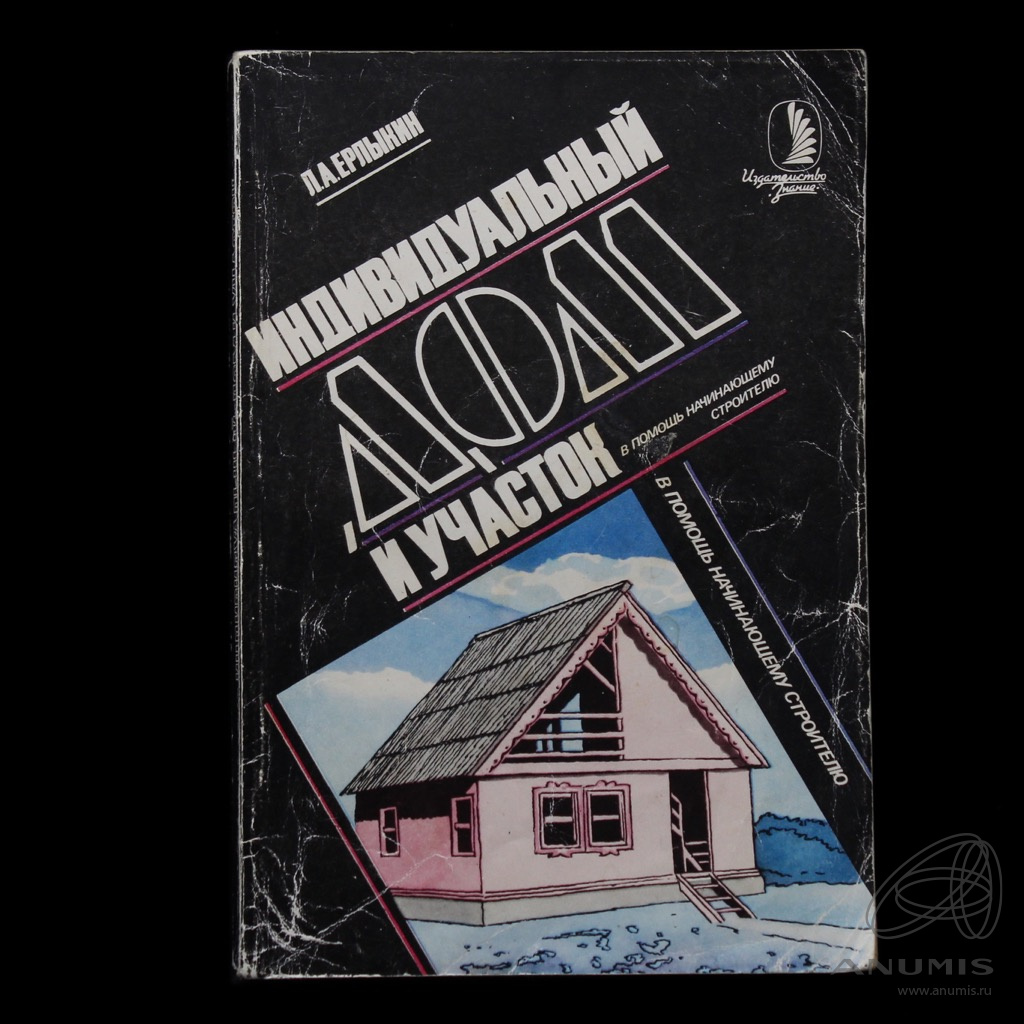 Л.А.ЕРЛЫКИН
Издательство
Знание
ИНДИВИДУАЛЬНЫЙ
ДОМ
И УЧАСТОК
В ПОМОЩЬ НАЧИНАЮЩЕМУ
СТРОИТЕЛЮ
В ПОМОЩЬ НАЧИНАЮЩЕМУ СТРОИТЕЛЮ
ANUMIS
www.anumis.ru